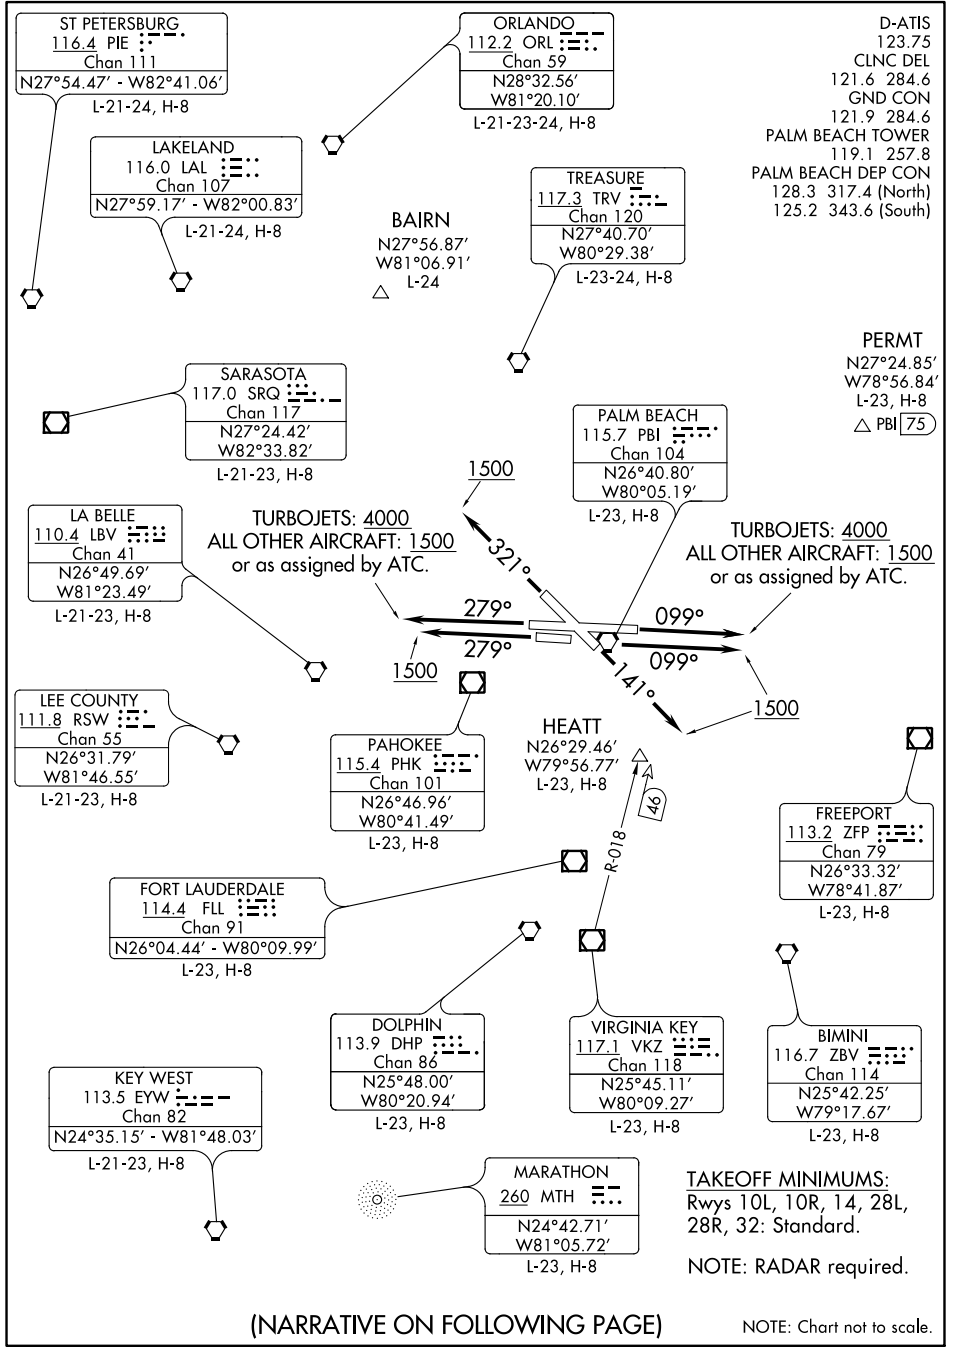 ST PETERSBURG
116.4 PIE
Chan 111
N27°54.47′ - W82°41.06′
L-21-24, H-8
ORLANDO
112.2 ORL
Chan 59
N28°32.56′
W81°20.10′
L-21-23-24, H-8
D-ATIS
123.75
CLNC DEL
121.6 284.6
GND CON
121.9 284.6
PALM BEACH TOWER
119.1 257.8
PALM BEACH DEP CON
128.3 317.4 (North)
125.2 343.6 (South)
LAKELAND
116.0 LAL
Chan 107
N27°59.17′ - W82°00.83′
L-21-24, H-8
BAIRN
N27°56.87′
W81°06.91′
L-24
TREASURE
117.3 TRV
Chan 120
N27°40.70′
W80°29.38′
L-23-24, H-8
PERMT
N27°24.85′
W78°56.84′
L-23, H-8
PBI 75
SARASOTA
117.0 SRQ
Chan 117
N27°24.42′
W82°33.82′
L-21-23, H-8
PALM BEACH
115.7 PBI
Chan 104
N26°40.80′
W80°05.19′
L-23, H-8
1500
LA BELLE
110.4 LBV
Chan 41
N26°49.69′
W81°23.49′
L-21-23, H-8
TURBOJETS: 4000
ALL OTHER AIRCRAFT: 1500
or as assigned by ATC.
TURBOJETS: 4000
ALL OTHER AIRCRAFT: 1500
or as assigned by ATC.
321°
279°
099°
279°
099°
1500
141°
1500
LEE COUNTY
111.8 RSW
Chan 55
N26°31.79′
W81°46.55′
L-21-23, H-8
PAHOKEE
115.4 PHK
Chan 101
N26°46.96′
W80°41.49′
L-23, H-8
HEATT
N26°29.46′
W79°56.77′
L-23, H-8
46
R-018
FREEPORT
113.2 ZFP
Chan 79
N26°33.32′
W78°41.87′
L-23, H-8
FORT LAUDERDALE
114.4 FLL
Chan 91
N26°04.44′ - W80°09.99′
L-23, H-8
DOLPHIN
113.9 DHP
Chan 86
N25°48.00′
W80°20.94′
L-23, H-8
VIRGINIA KEY
117.1 VKZ
Chan 118
N25°45.11′
W80°09.27′
L-23, H-8
BIMINI
116.7 ZBV
Chan 114
N25°42.25′
W79°17.67′
L-23, H-8
KEY WEST
113.5 EYW
Chan 82
N24°35.15′ - W81°48.03′
L-21-23, H-8
MARATHON
260 MTH
N24°42.71′
W81°05.72′
L-23, H-8
TAKEOFF MINIMUMS:
Rwys 10L, 10R, 14, 28L,
28R, 32: Standard.
NOTE: RADAR required.
(NARRATIVE ON FOLLOWING PAGE)
NOTE: Chart not to scale.